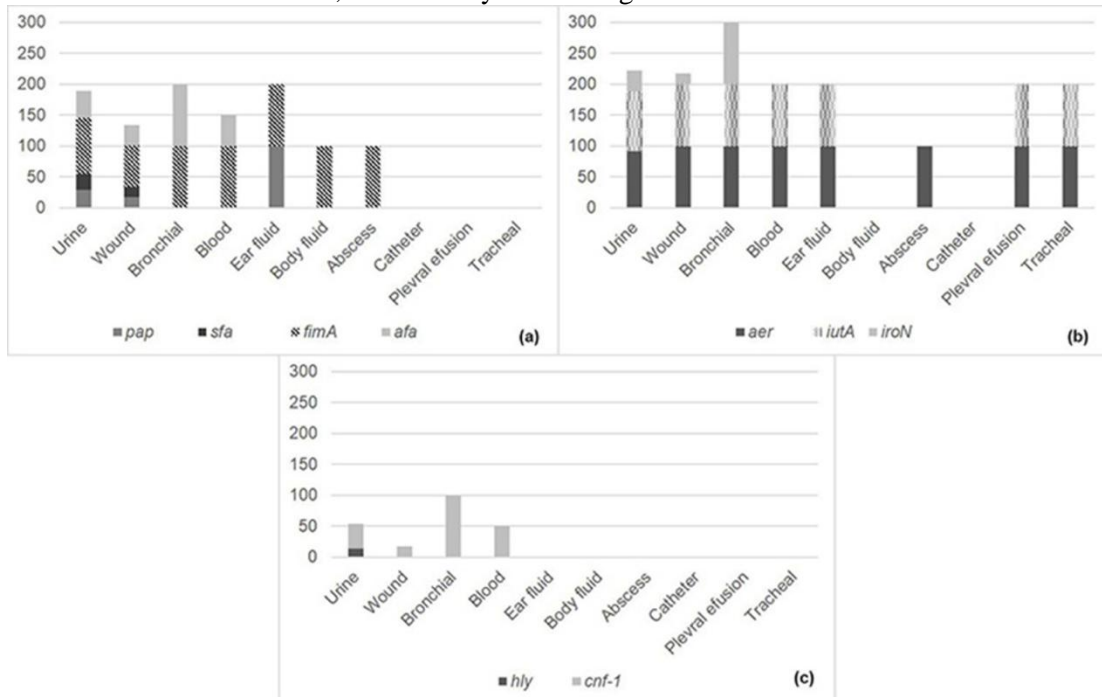 300
250
200
150
100
50
0
Urine
Wound
Bronchial
Blood
Ear fluid
Body fluid
Abscess
Catheter
Plevral efusion
Tracheal
pap sfa fimA afa (a)
300
250
200
150
100
50
0
Urine
Wound
Bronchial
Blood
Ear fluid
Body fluid
Abscess
Catheter
Plevral efusion
Tracheal
aer iutA iroN (b)
300
250
200
150
100
50
0
Urine
Wound
Bronchial
Blood
Ear fluid
Body fluid
Abscess
Catheter
Plevral efusion
Tracheal
hly cnf-1 (c)